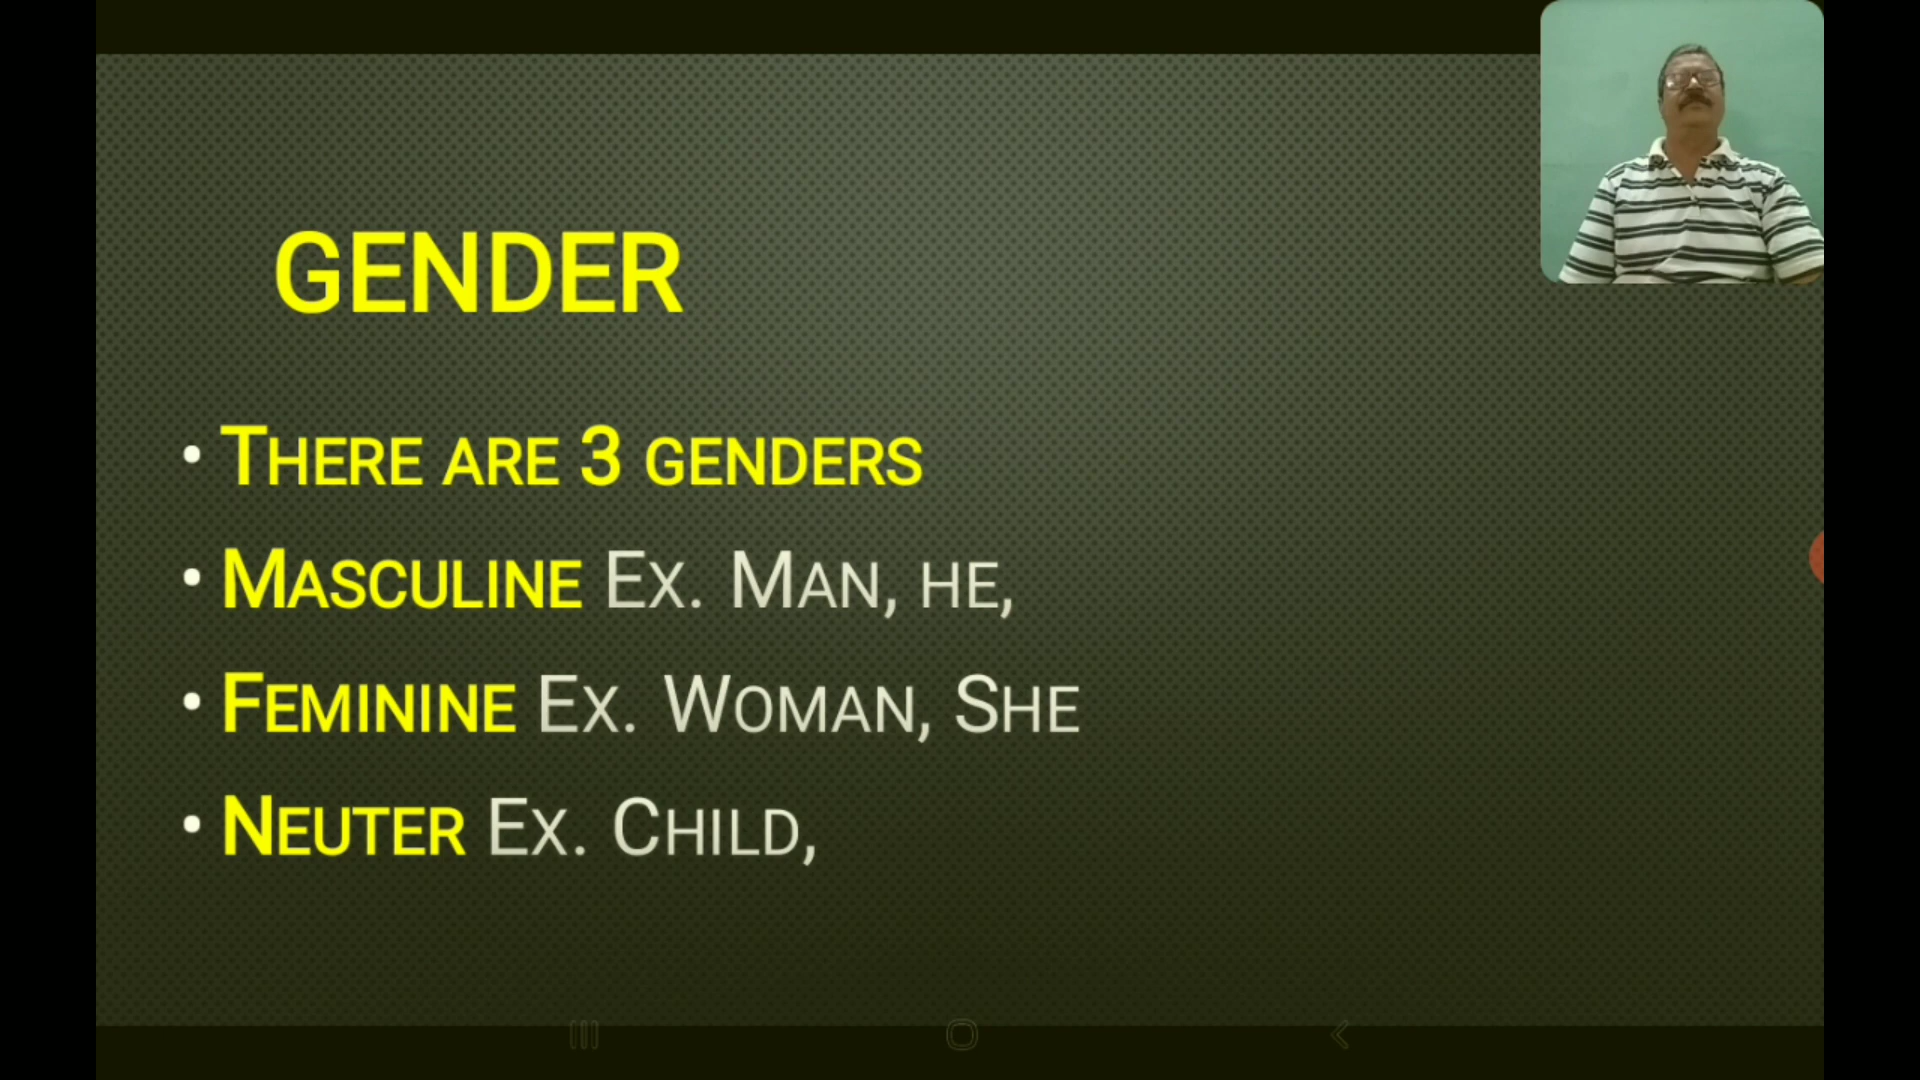 GENDER
• There are 3 genders
• Masculine Ex. Man, he,
• Feminine Ex. Woman, She
• Neuter Ex. Child,